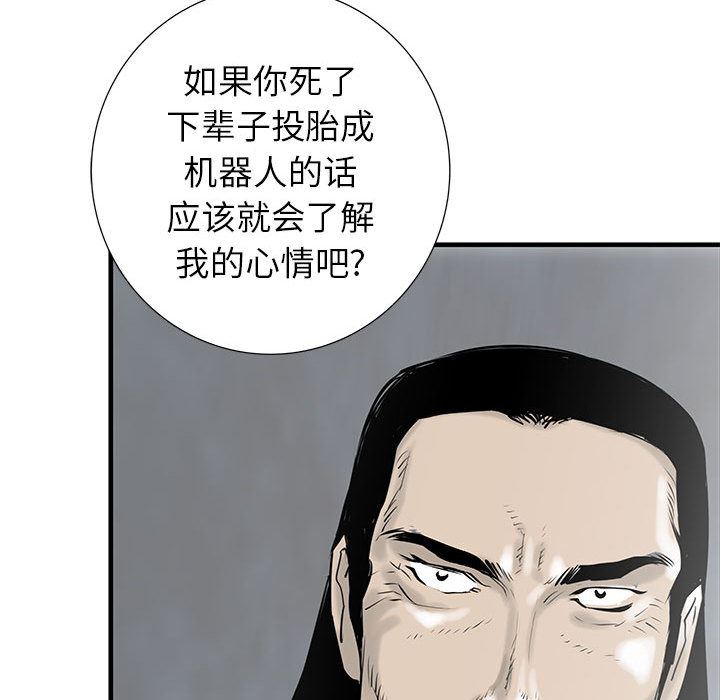 如果你死了
下辈子投胎成
机器人的话
应该就会了解
我的心情吧?